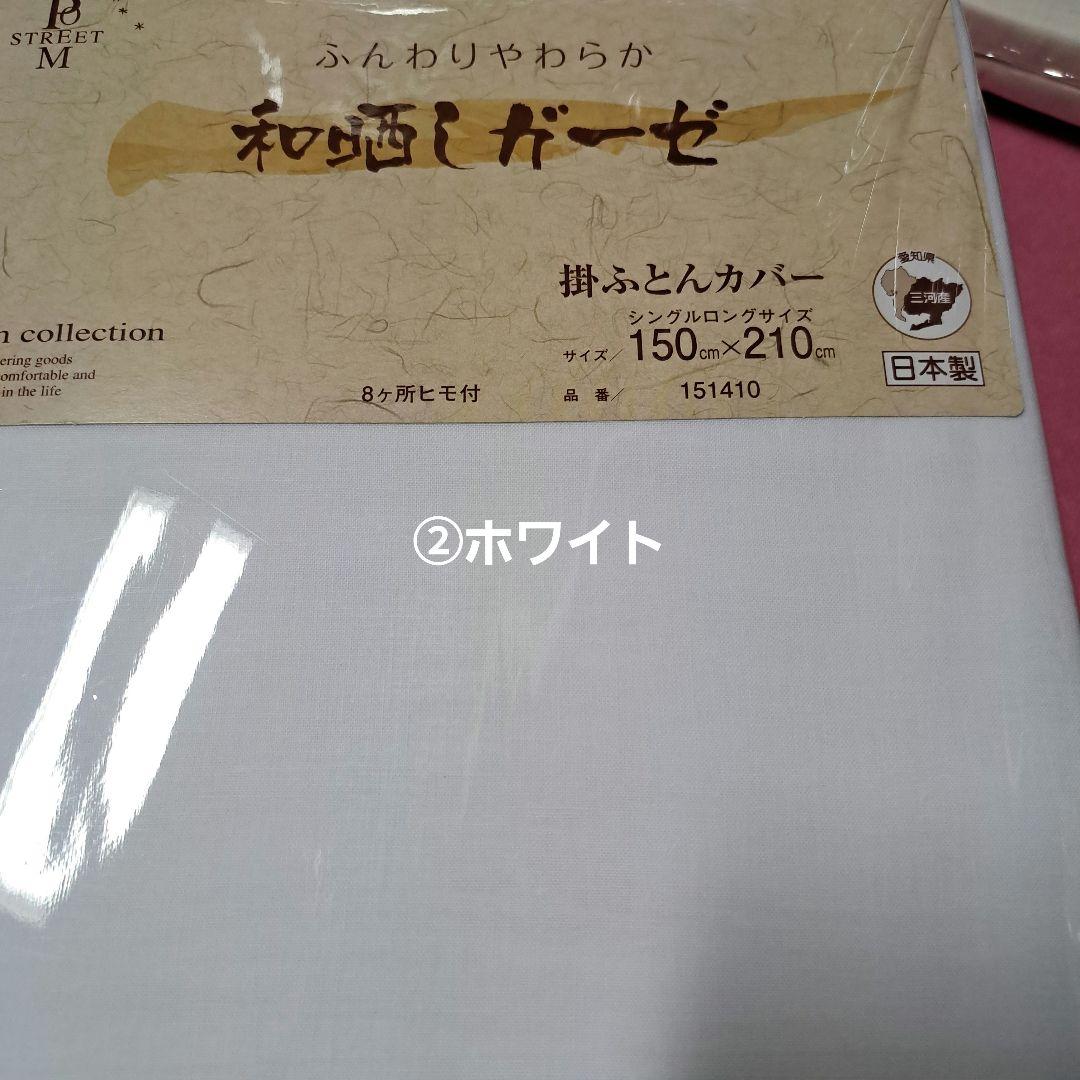 STREET
M
ふんわりやわらか
和晒しガーゼ
掛ふとんカバー
シングルロングサイズ
サイズ/150cm×210cm
愛知県
三河産
日本製
collection
goods
omfortable and
in the life
8ヶ所ヒモ付
品 番/ 151410
②ホワイト